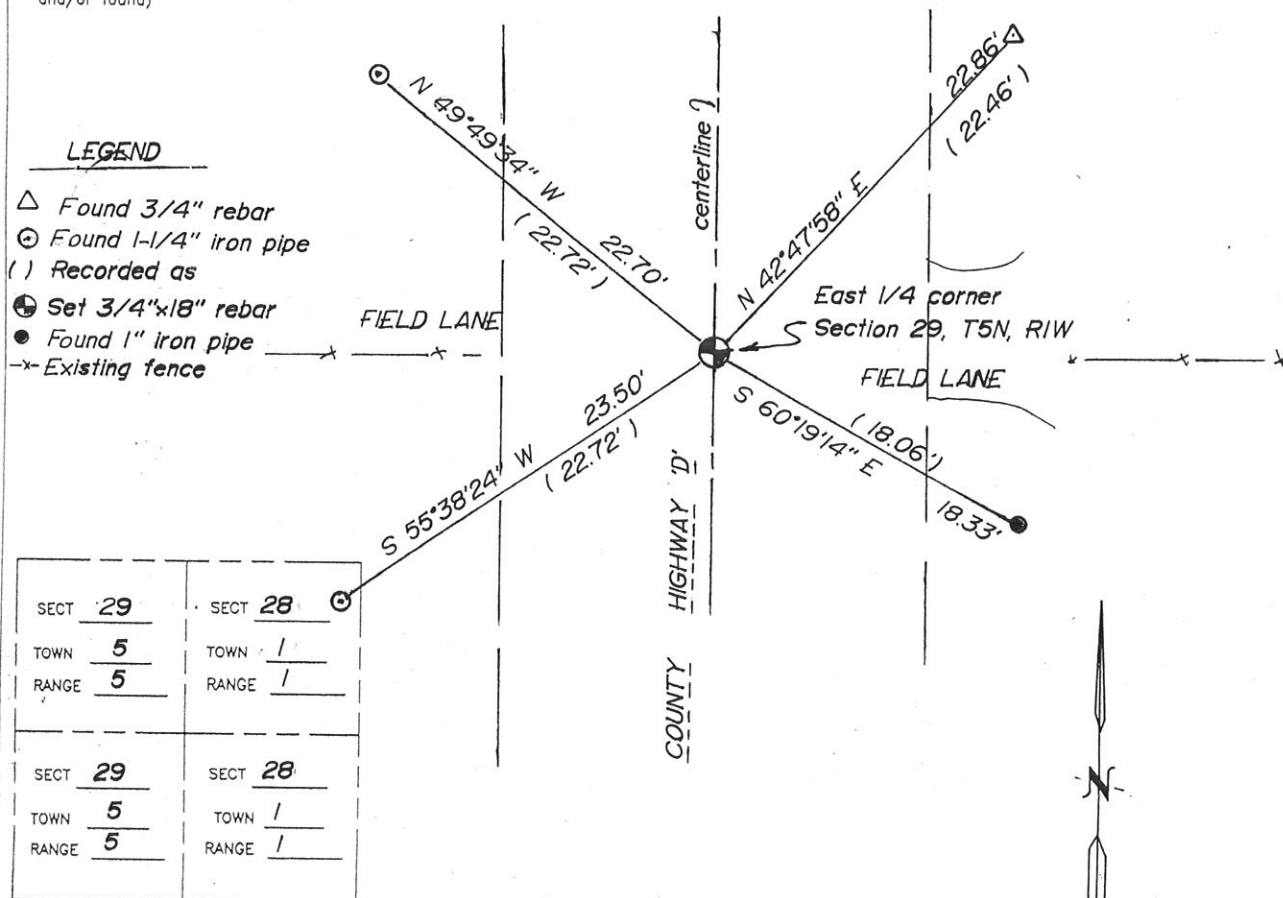 and/or found)
LEGEND
△ Found 3/4" rebar
⊙ Found 1-1/4" iron pipe
( ) Recorded as
Set 3/4"x18" rebar
● Found 1" iron pipe
-x- Existing fence
N 49°49'34" W
22.70'
( 22.72' )
centerline
22.86'
( 22.46' )
N 42°47'58" E
East 1/4 corner
Section 29, T5N, R1W
FIELD LANE
FIELD LANE
23.50'
S 55°38'24" W
( 22.72' )
( 18.06' )
S 60°19'14" E
18.33'
COUNTY HIGHWAY 'D'
SECT 29
TOWN 5
RANGE 5
SECT 28
TOWN 1
RANGE 1
SECT 29
TOWN 5
RANGE 5
SECT 28
TOWN 1
RANGE 1
N